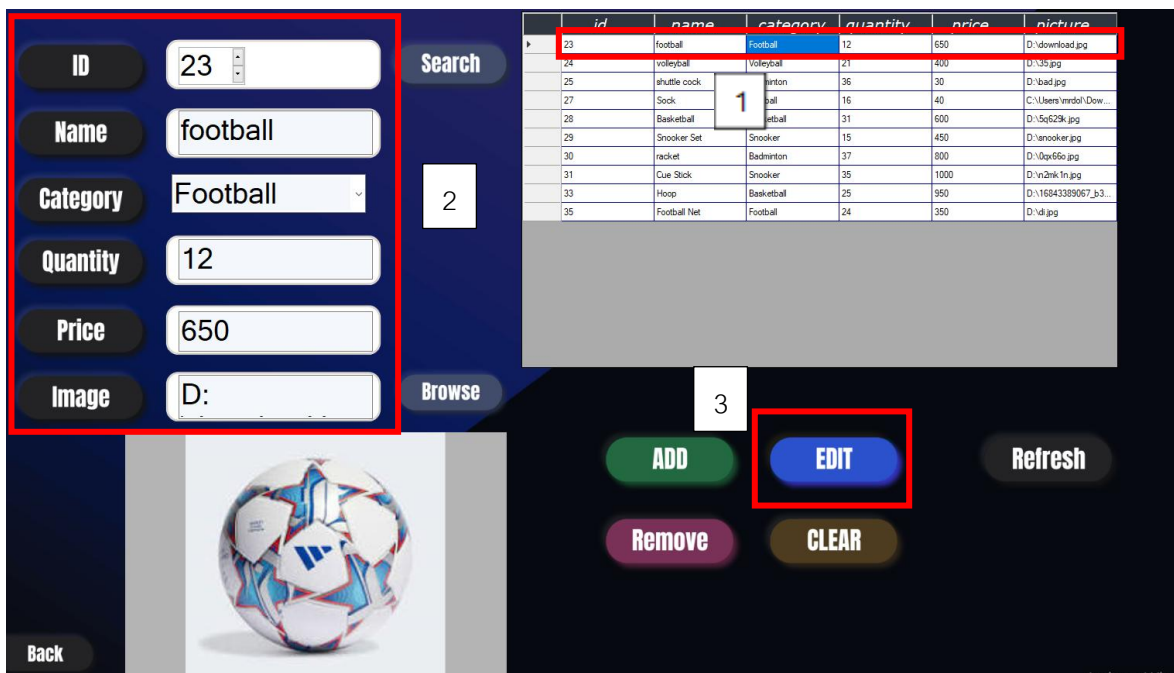 ID 23 Search
Name football
Category Football
Quantity 12
Price 650
Image D: Browse
2
id name category quantity price picture
23 football Football 12 650 D:\download.jpg
24 volleyball Volleyball 21 400 D:\35.jpg
25 shuttle cock 36 30 D:\bad.jpg
27 Sock 16 40 C:\Users\mrdol\Dow...
28 Basketball 31 600 D:\5q629k.jpg
29 Snooker Set Snooker 15 450 D:\snooker.jpg
30 racket Badminton 37 800 D:\0qx66o.jpg
31 Cue Stick Snooker 35 1000 D:\n2mk1n.jpg
33 Hoop Basketball 25 950 D:\16843389067_b3...
35 Football Net Football 24 350 D:\di.jpg
1
3
ADD EDIT Refresh
Remove CLEAR
Back